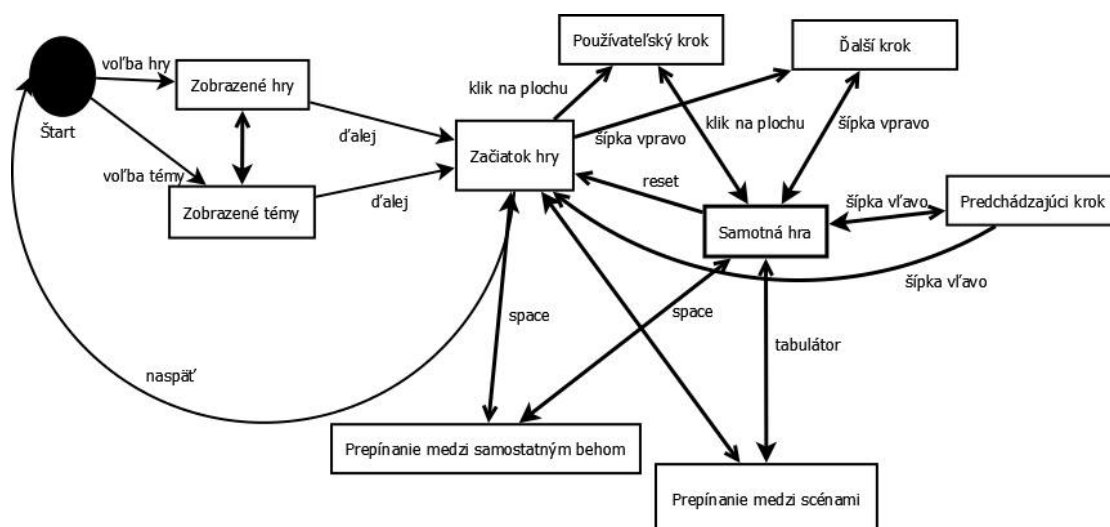 Používateľský krok
Ďalší krok
voľba hry
Zobrazené hry
klik na plochu
Štart
ďalej
šípka vpravo
klik na plochu
šípka vpravo
Začiatok hry
voľba témy
reset
Zobrazené témy
ďalej
šípka vľavo
Predchádzajúci krok
Samotná hra
šípka vľavo
space
space
tabulátor
naspäť
Prepínanie medzi samostatným behom
Prepínanie medzi scénami